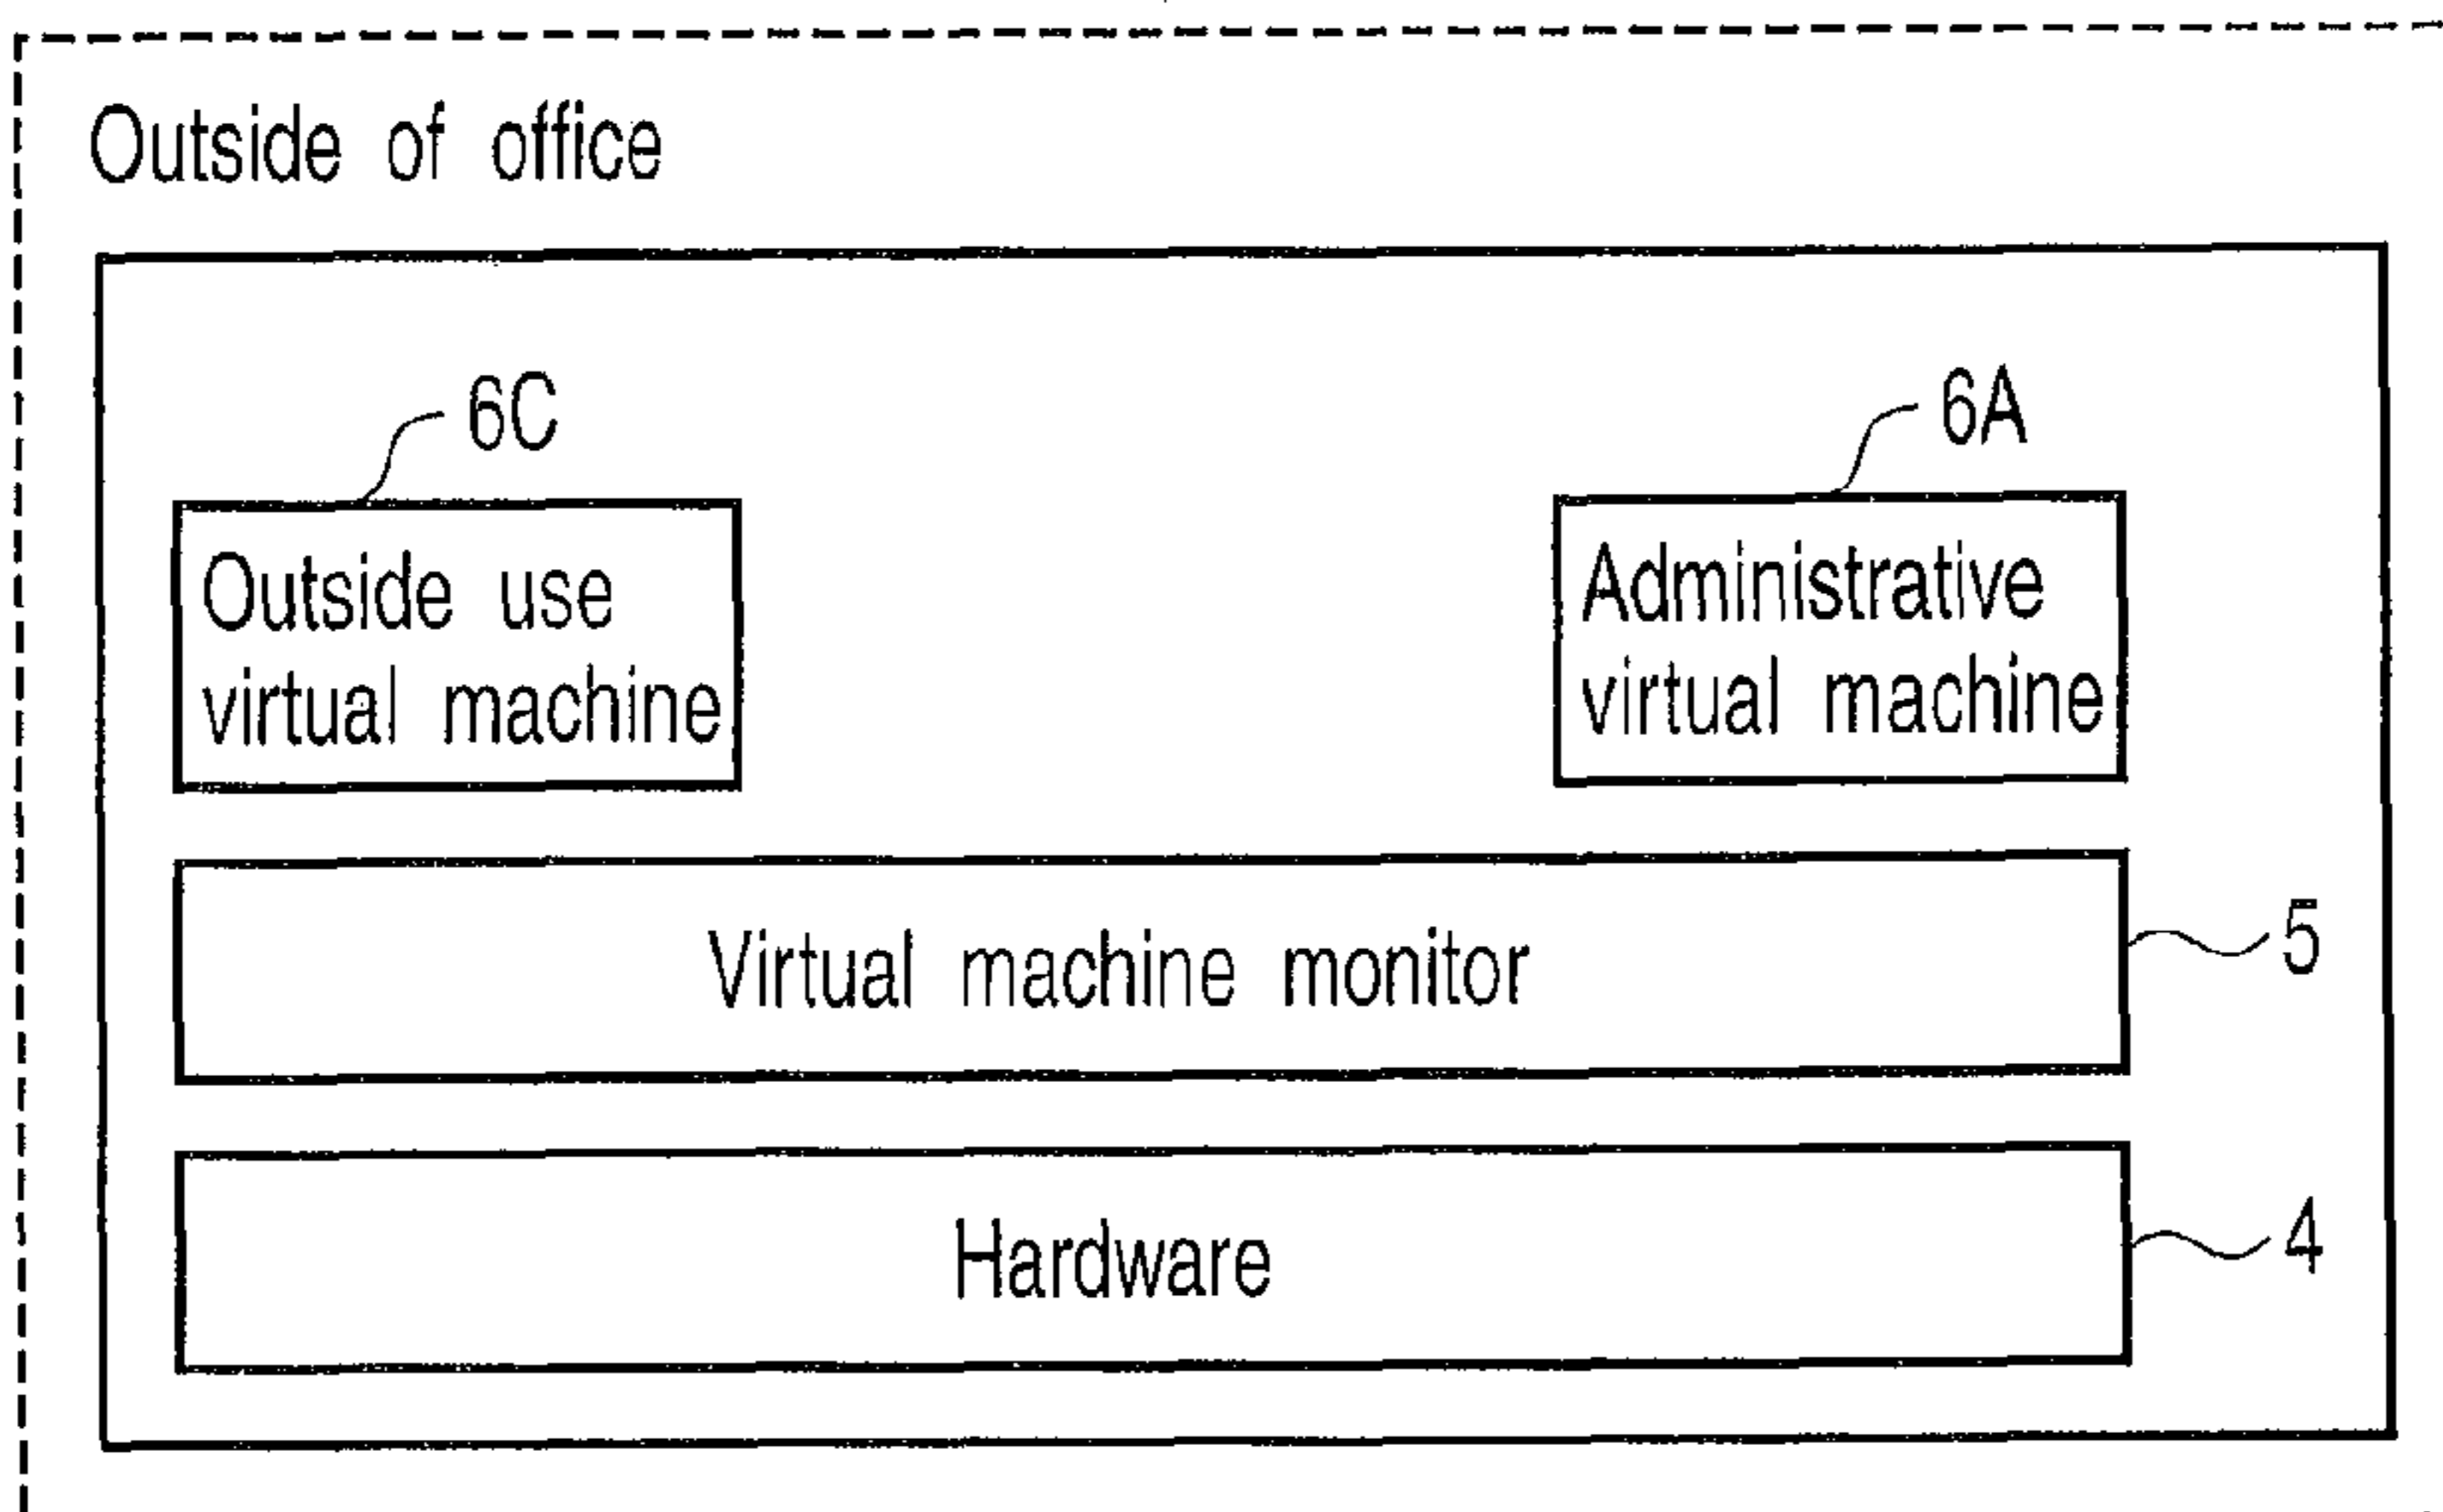 Outside of office
6C
6A
Outside use
virtual machine
Administrative
virtual machine
Virtual machine monitor
5
Hardware
4